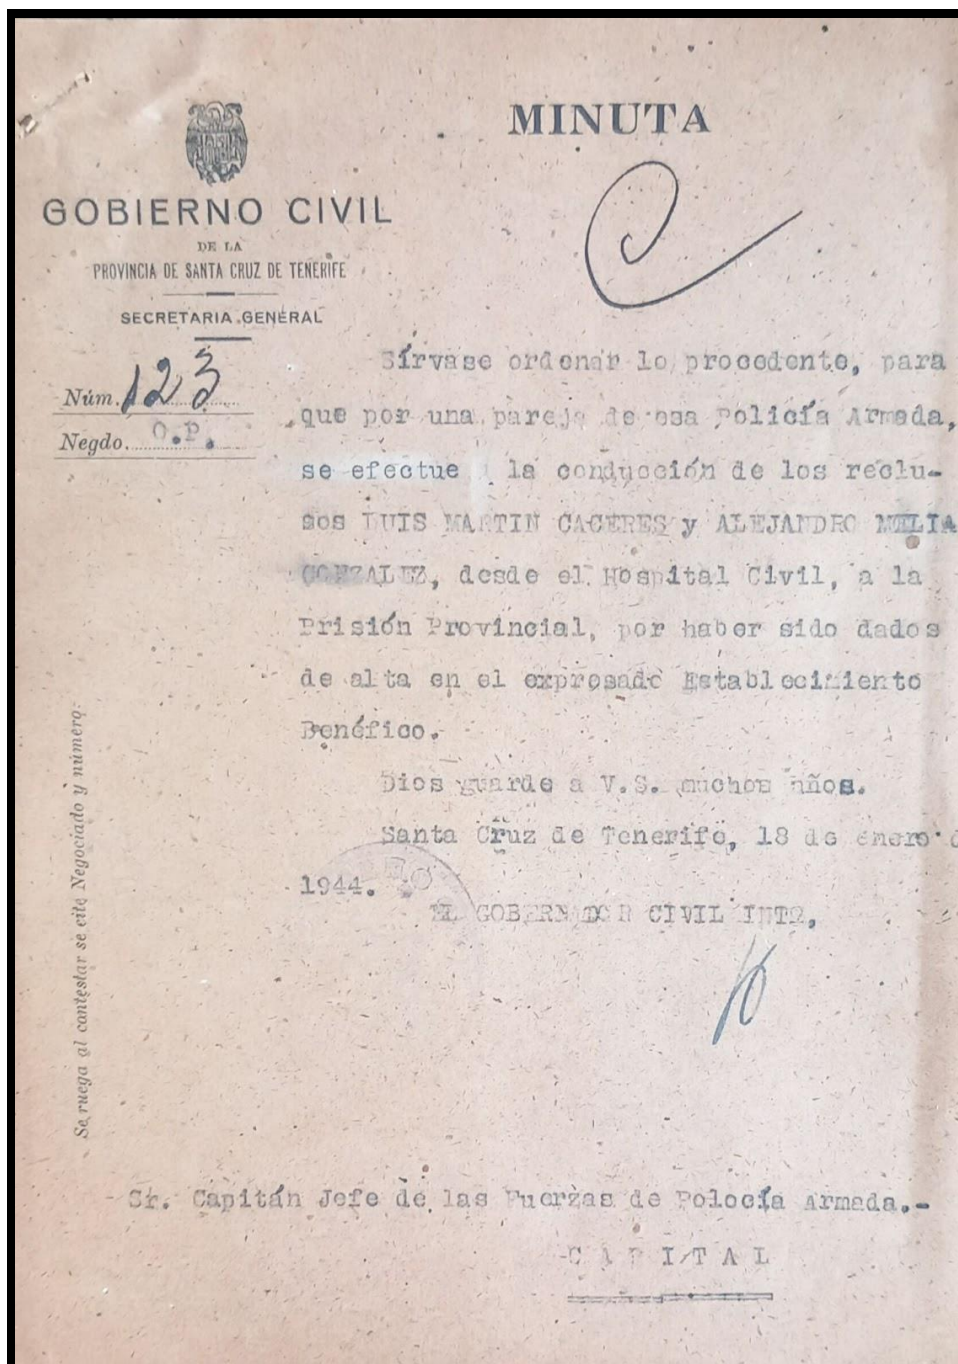 MINUTA
GOBIERNO CIVIL
DE LA
PROVINCIA DE SANTA CRUZ DE TENERIFE
SECRETARIA GENERAL
Núm. 123
Negdo. O.P.
Sírvase ordenar lo procedente, para
que por una pareja de esa Policía Armada,
se efectue la conducción de los reclu-
sos LUIS MARTIN CACERES y ALEJANDRO MELIA
GONZALEZ, desde el Hospital Civil, a la
Prisión Provincial, por haber sido dados
de alta en el expresado Establecimiento
Benéfico.
Dios guarde a V.S. muchos años.
Santa Cruz de Tenerife, 18 de enero d
1944.
EL GOBERNADOR CIVIL INTº,
Se ruega al contestar se cite Negociado y número.
Sr. Capitán Jefe de las Fuerzas de Polocía Armada.-
CAPITAL